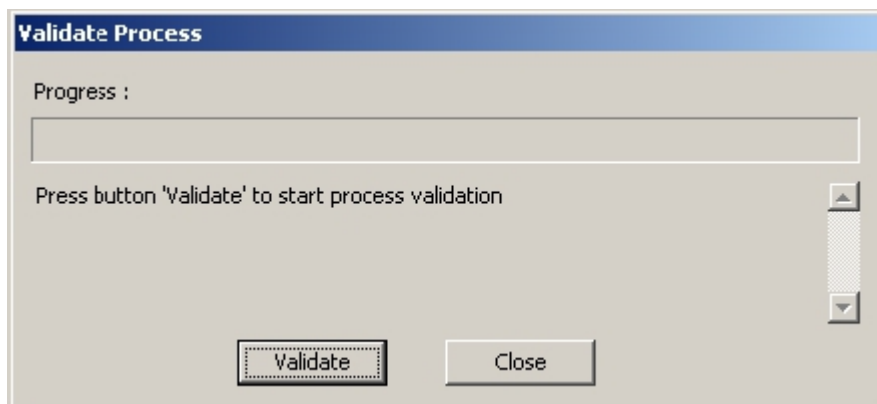 Validate Process
Progress :
Press button 'Validate' to start process validation
Validate
Close